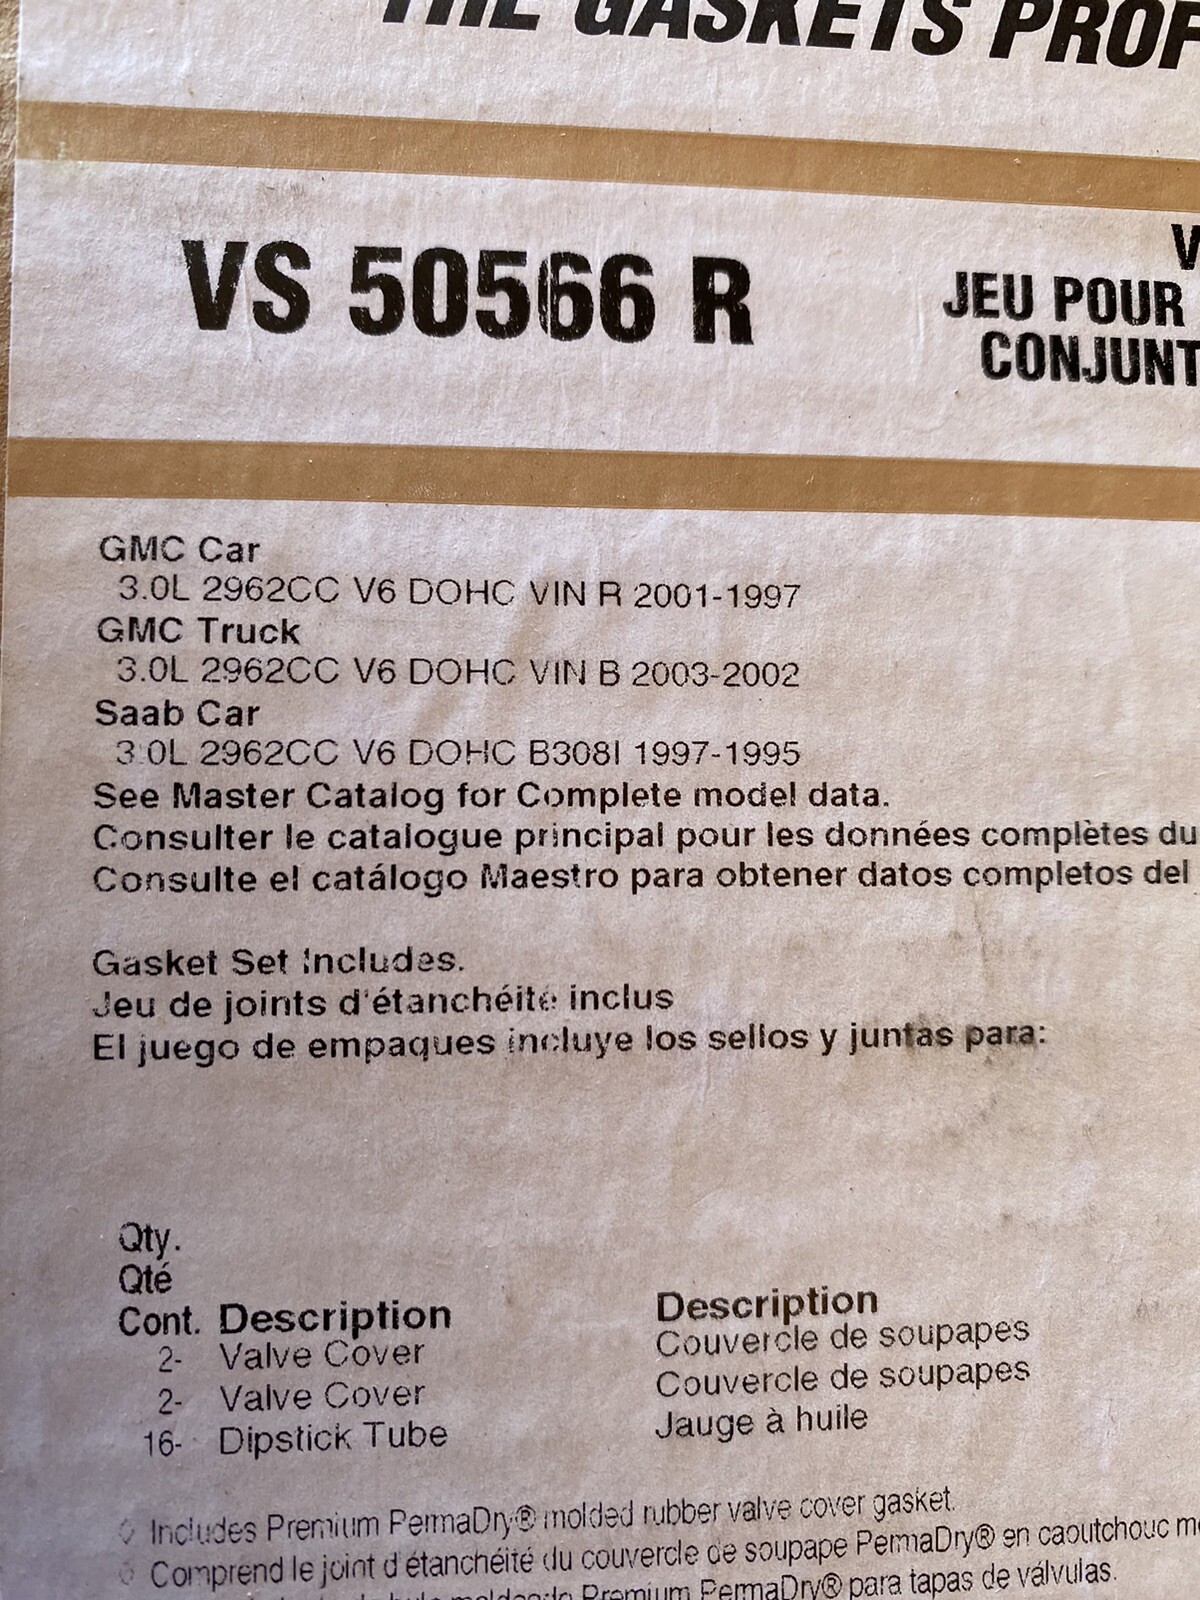 THE GASKETS PROF
VS 50566 R
V
JEU POUR
CONJUNT
GMC Car
3.0L 2962CC V6 DOHC VIN R 2001-1997
GMC Truck
3.0L 2962CC V6 DOHC VIN B 2003-2002
Saab Car
3.0L 2962CC V6 DOHC B308I 1997-1995
See Master Catalog for Complete model data.
Consulter le catalogue principal pour les données complètes du
Consulte el catálogo Maestro para obtener datos completos del
Gasket Set Includes.
Jeu de joints d'étanchéité inclus
El juego de empaques incluye los sellos y juntas para:
Qty.
Qté
Cont. Description Description
2- Valve Cover Couvercle de soupapes
2- Valve Cover Couvercle de soupapes
16- Dipstick Tube Jauge à huile
◊ Includes Premium PermaDry® molded rubber valve cover gasket.
◊ Comprend le joint d'étanchéité du couvercle de soupape PermaDry® en caoutchouc mo
Premium PermaDry® para tapas de válvulas.